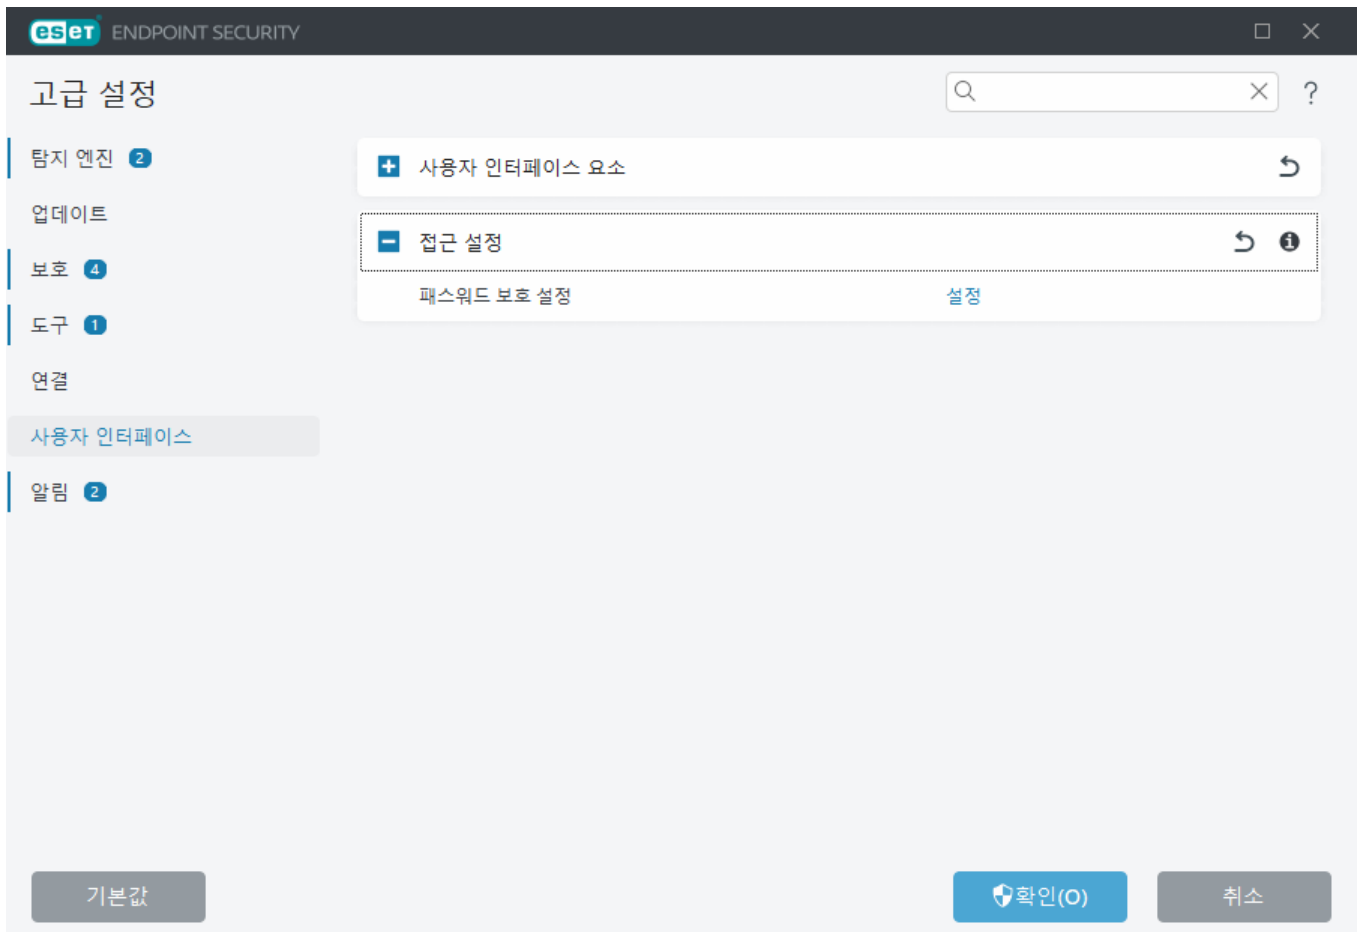 eset ENDPOINT SECURITY
고급 설정
?
탐지 엔진 2
업데이트
보호 4
도구 1
연결
사용자 인터페이스
알림 2
사용자 인터페이스 요소
접근 설정
패스워드 보호 설정 설정
기본값
확인(O)
취소